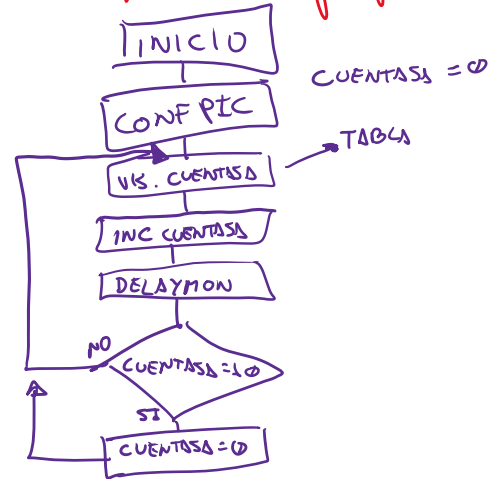 INICIO
CUENTASA = 0
CONF PIC
TABLA
VIS. CUENTASA
INC CUENTASA
DELAYMON
NO
CUENTASA = 10
SI
CUENTASA = 0